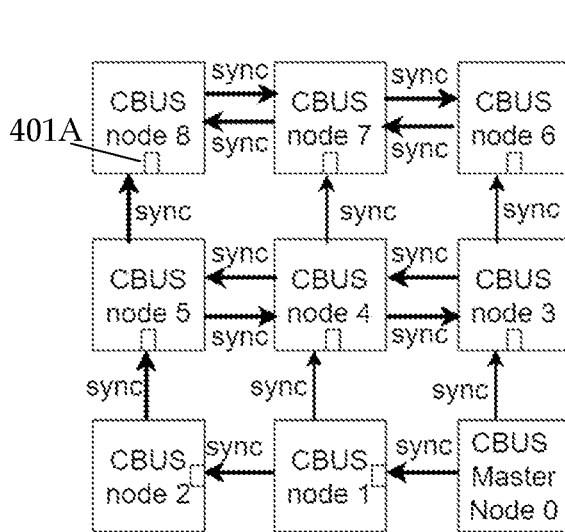 sync sync
CBUS node 8
CBUS node 7
CBUS node 6
401A
sync sync
sync sync sync
sync sync
CBUS node 5
CBUS node 4
CBUS node 3
sync sync
sync sync sync
CBUS node 2
sync
CBUS node 1
sync
CBUS Master Node 0